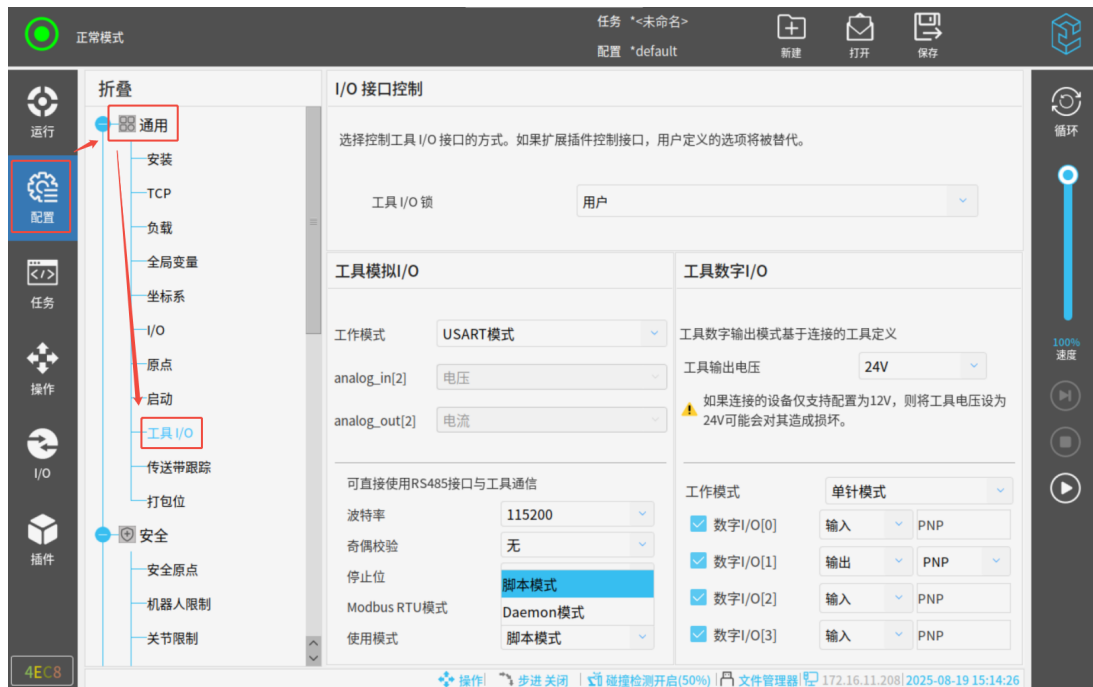 正常模式
任务 *<未命名>
配置 *default
新建
打开
保存
运行
配置
任务
操作
I/O
插件
4EC8
折叠
通用
安装
TCP
负载
全局变量
坐标系
I/O
原点
启动
工具 I/O
传送带跟踪
打包位
安全
安全原点
机器人限制
关节限制
I/O 接口控制
选择控制工具 I/O 接口的方式。如果扩展插件控制接口，用户定义的选项将被替代。
工具 I/O 锁 用户
工具模拟I/O
工作模式 USART模式
analog_in[2] 电压
analog_out[2] 电流
可直接使用RS485接口与工具通信
波特率 115200
奇偶校验 无
停止位
脚本模式
Modbus RTU模式 Daemon模式
使用模式 脚本模式
工具数字I/O
工具数字输出模式基于连接的工具定义
工具输出电压 24V
如果连接的设备仅支持配置为12V，则将工具电压设为
24V可能会对其造成损坏。
工作模式 单针模式
数字I/O[0] 输入 PNP
数字I/O[1] 输出 PNP
数字I/O[2] 输入 PNP
数字I/O[3] 输入 PNP
循环
100%
速度
操作 步进 关闭 碰撞检测开启(50%) 文件管理器 172.16.11.208 2025-08-19 15:14:26